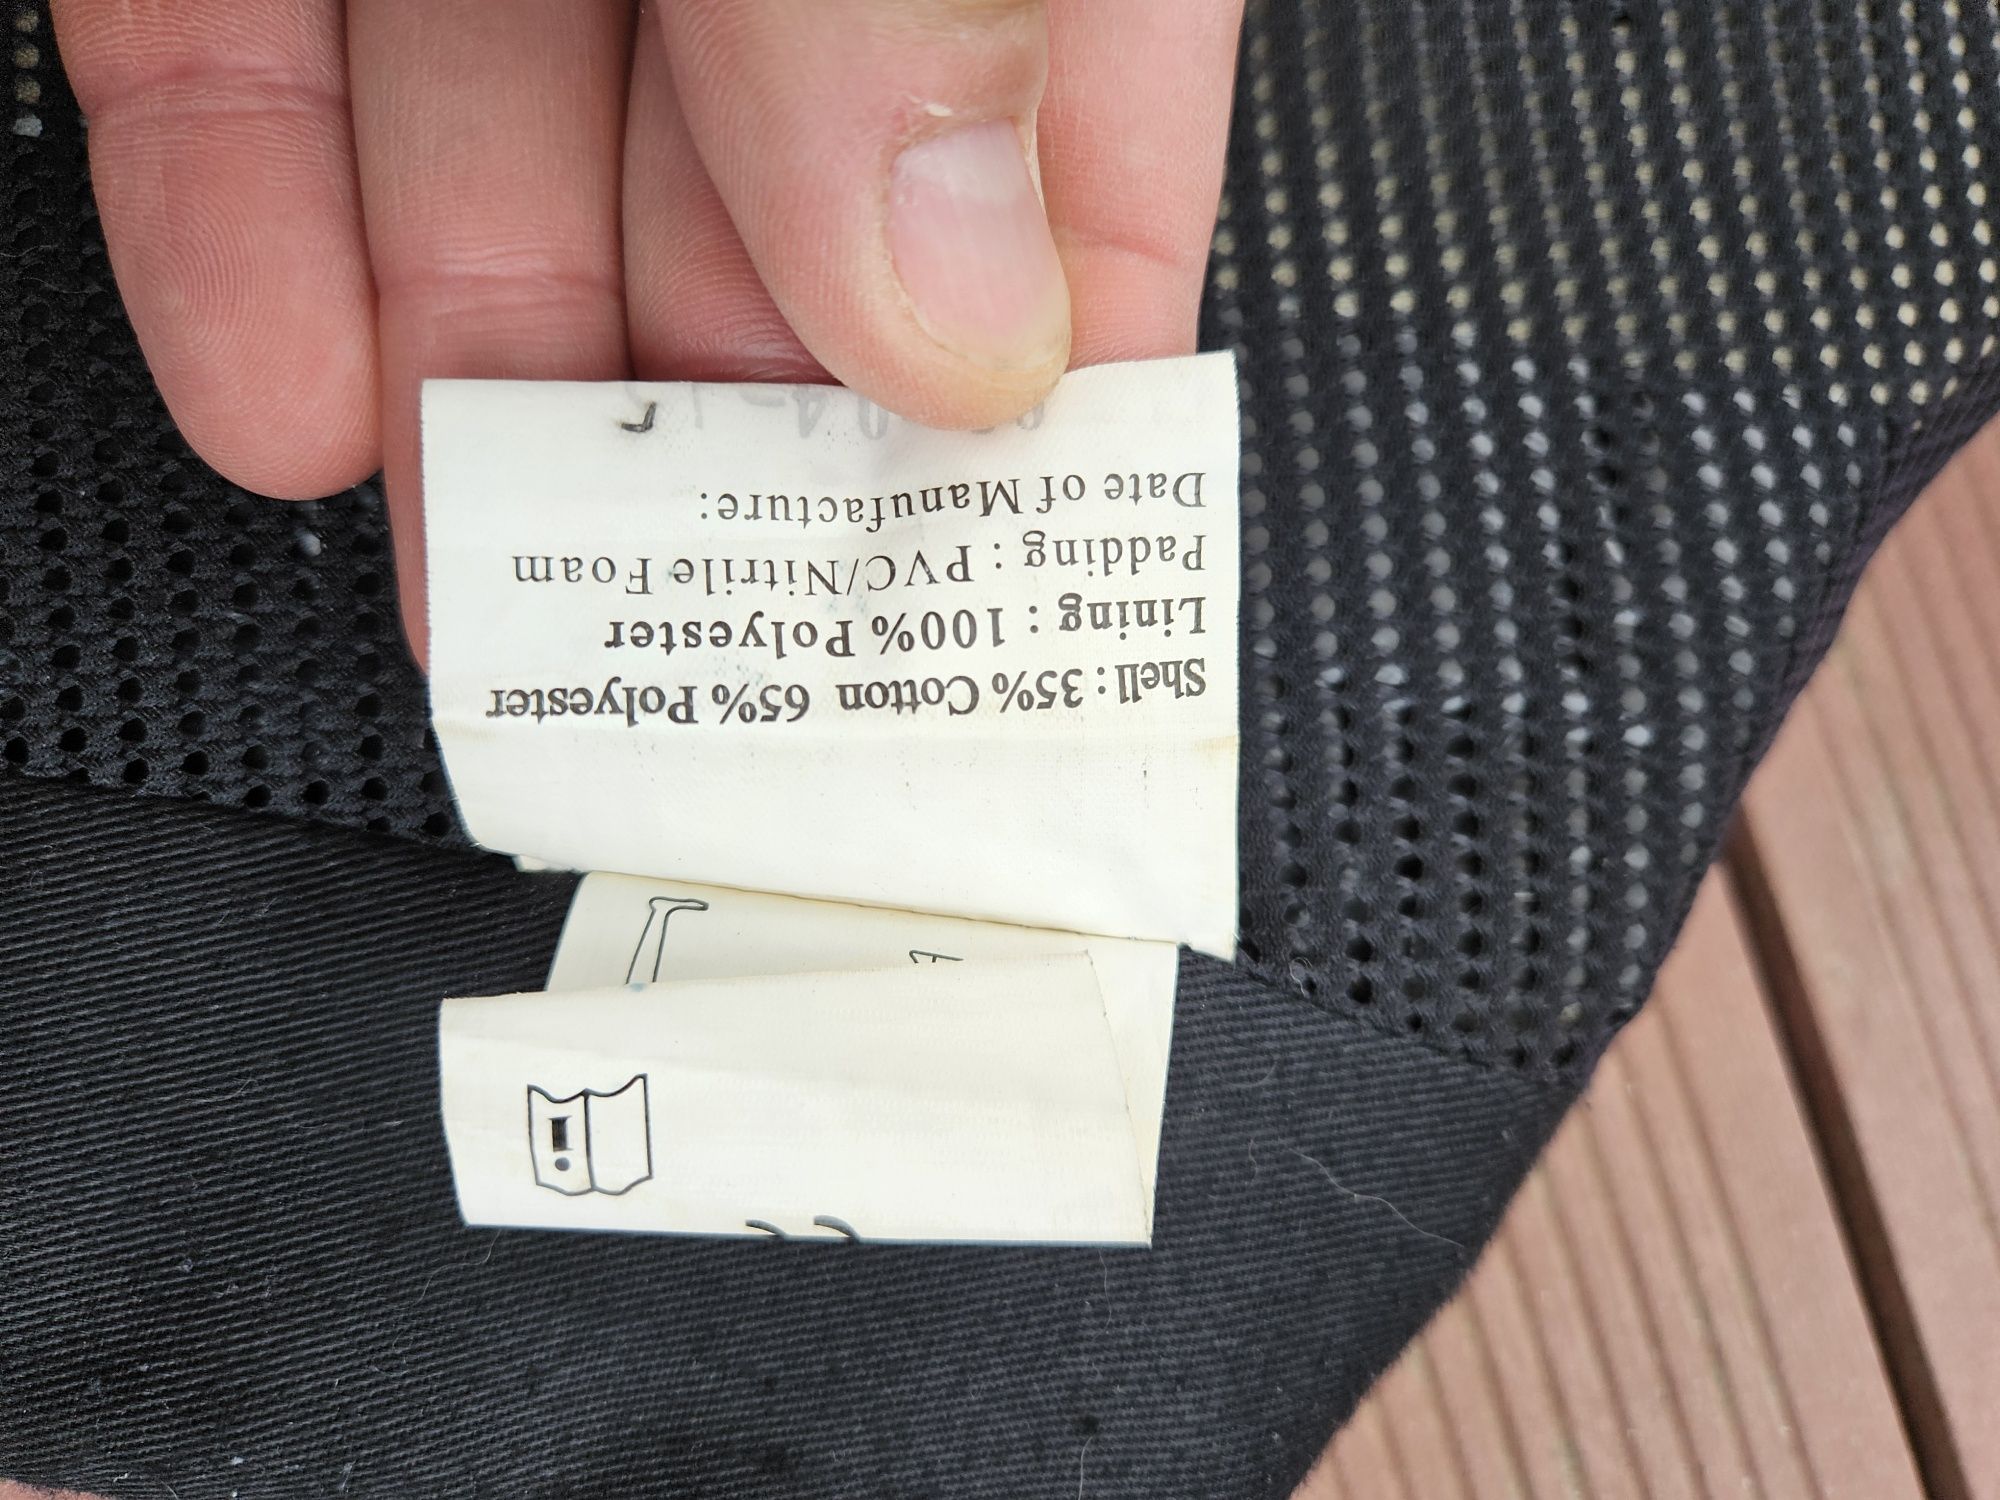 Shell : 35% Cotton 65% Polyester
Lining : 100% Polyester
Padding : PVC/Nitrile Foam
Date of Manufacture:
i